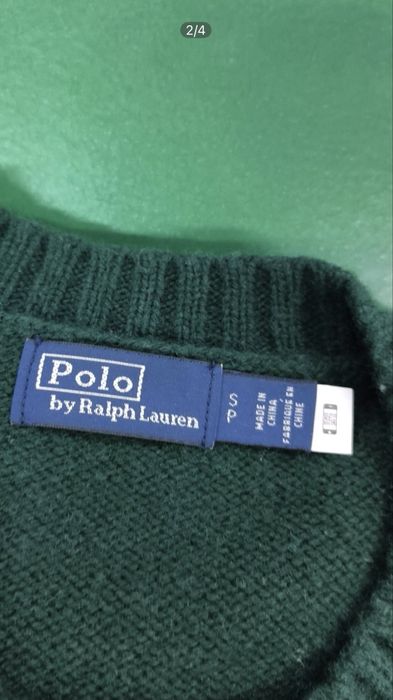 2/4
Polo
by Ralph Lauren
S
P
MADE IN
CHINA
FABRIQUÉ EN
CHINE